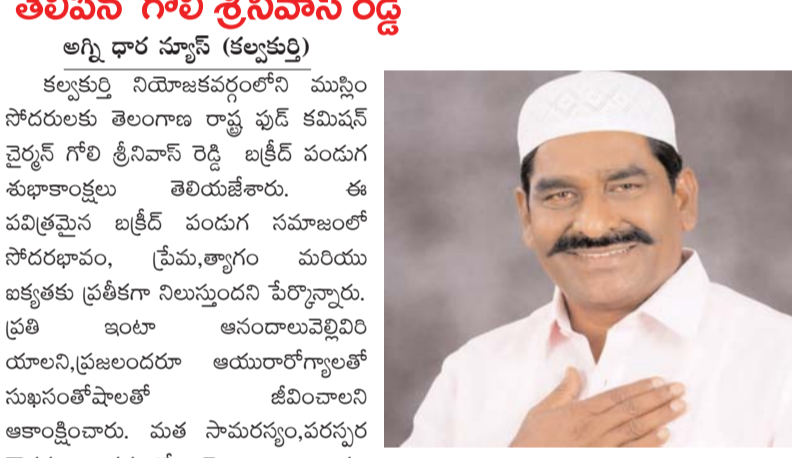 తెలిపిన గోలి శ్రీనివాస్ రెడ్డి
అగ్ని ధార న్యూస్ (కల్వకుర్తి)
కల్వకుర్తి నియోజకవర్గంలోని ముస్లిం
సోదరులకు తెలంగాణ రాష్ట్ర ఫుడ్ కమిషన్
చైర్మన్ గోలి శ్రీనివాస్ రెడ్డి బక్రీద్ పండుగ
శుభాకాంక్షలు తెలియజేశారు. ఈ
పవిత్రమైన బక్రీద్ పండుగ సమాజంలో
సోదరభావం, ప్రేమ,త్యాగం మరియు
ఐక్యతకు ప్రతీకగా నిలుస్తుందని పేర్కొన్నారు.
ప్రతి ఇంటా ఆనందాలువెల్లివిరి
యాలని,ప్రజలందరూ ఆయురారోగ్యాలతో
సుఖసంతోషాలతో జీవించాలని
ఆకాంక్షించారు. మత సామరస్యం,పరస్పర